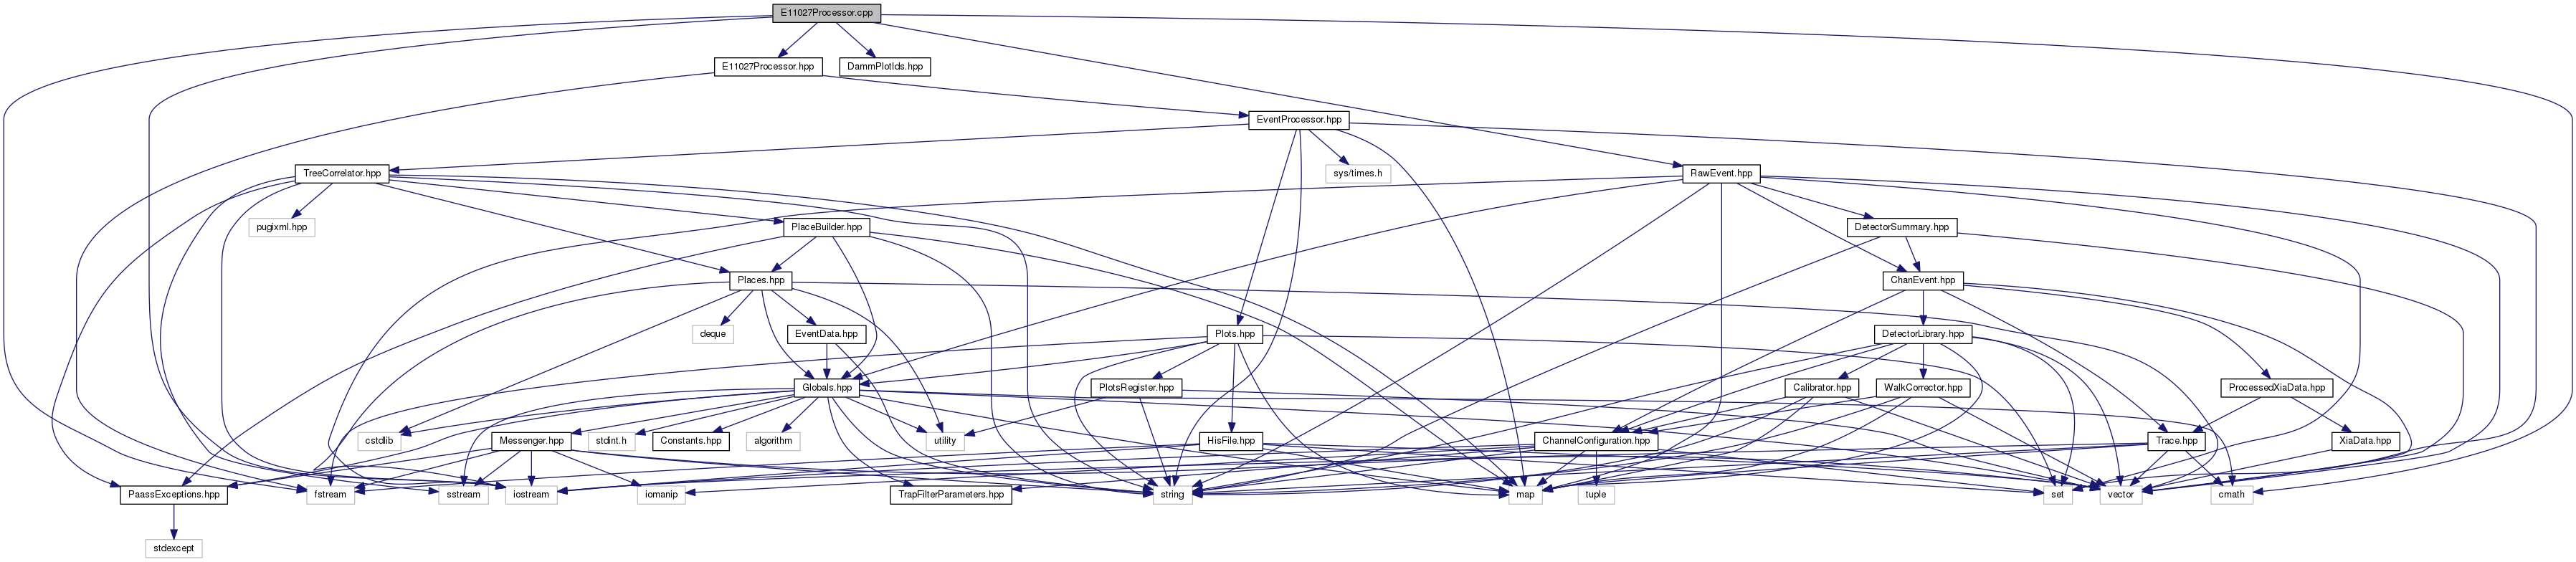 E11027Processor.cpp
E11027Processor.hpp
DammPlotIds.hpp
EventProcessor.hpp
TreeCorrelator.hpp
sys/times.h
RawEvent.hpp
pugixml.hpp
PlaceBuilder.hpp
DetectorSummary.hpp
Places.hpp
ChanEvent.hpp
deque
EventData.hpp
Plots.hpp
DetectorLibrary.hpp
Globals.hpp
PlotsRegister.hpp
Calibrator.hpp
WalkCorrector.hpp
ProcessedXiaData.hpp
cstdlib
Messenger.hpp
stdint.h
Constants.hpp
algorithm
utility
HisFile.hpp
ChannelConfiguration.hpp
Trace.hpp
XiaData.hpp
PaassExceptions.hpp
fstream
sstream
iostream
iomanip
TrapFilterParameters.hpp
string
map
tuple
set
vector
cmath
stdexcept